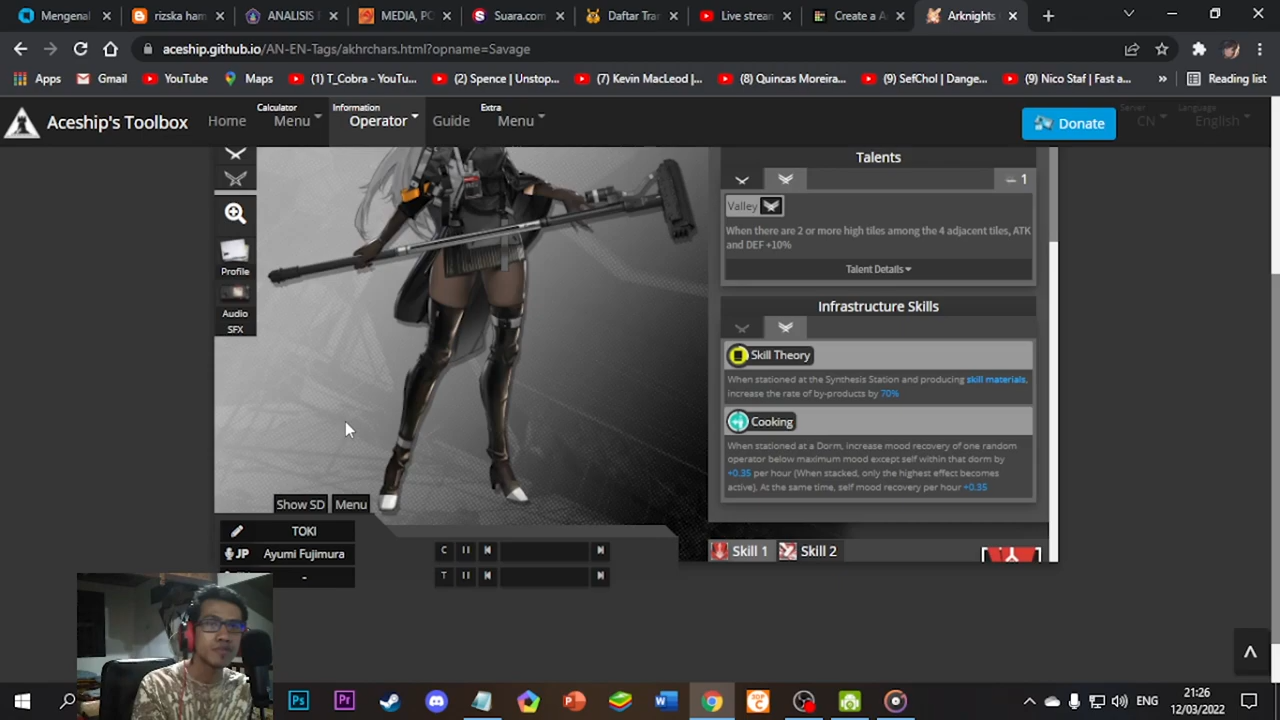 Mengenal
rizska ham
ANALISIS F
MEDIA, PC
Suara.com
Daftar Tran
Live stream
Create a A
Arknights
aceship.github.io/AN-EN-Tags/akhrchars.html?opname=Savage
Apps
Gmail
YouTube
Maps
(1) T_Cobra - YouTu...
(2) Spence | Unstop...
(7) Kevin MacLeod |...
(8) Quincas Moreira...
(9) SefChol | Dange...
(9) Nico Staf | Fast a...
»
Reading list
Aceship's Toolbox
Home
Calculator
Menu
Information
Operator
Guide
Extra
Menu
Donate
Server
CN
Language
English
Profile
Audio
SFX
Show SD
Menu
TOKI
JP
Ayumi Fujimura
-
C
T
Talents
1
Valley
When there are 2 or more high tiles among the 4 adjacent tiles, ATK
and DEF +10%
Talent Details
Infrastructure Skills
Skill Theory
When stationed at the Synthesis Station and producing skill materials,
increase the rate of by-products by 70%
Cooking
When stationed at a Dorm, increase mood recovery of one random
operator below maximum mood except self within that dorm by
+0.35 per hour (When stacked, only the highest effect becomes
active). At the same time, self mood recovery per hour +0.35
Skill 1
Skill 2
Ps
Pr
ENG
21:26
12/03/2022